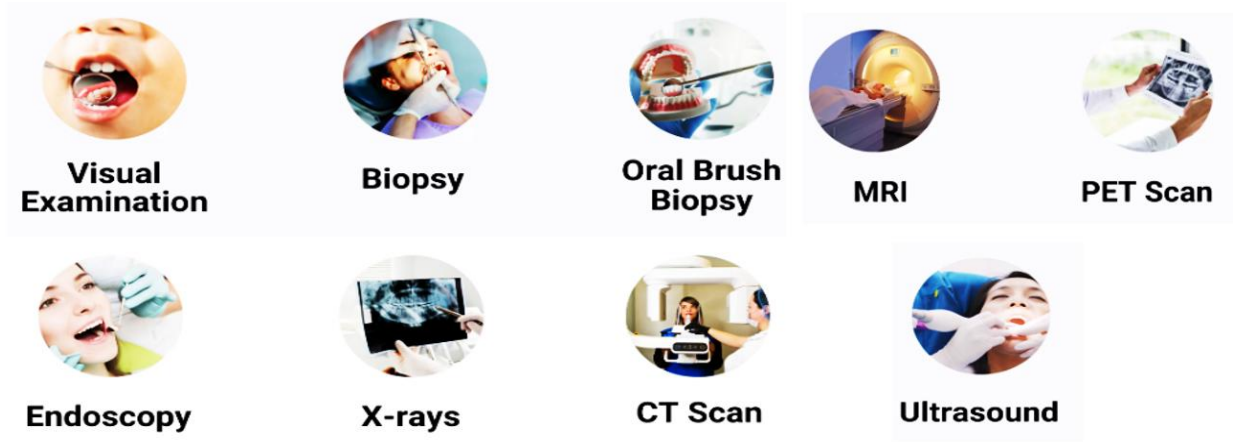 Visual
Examination
Biopsy
Oral Brush
Biopsy
MRI
PET Scan
Endoscopy
X-rays
CT Scan
Ultrasound